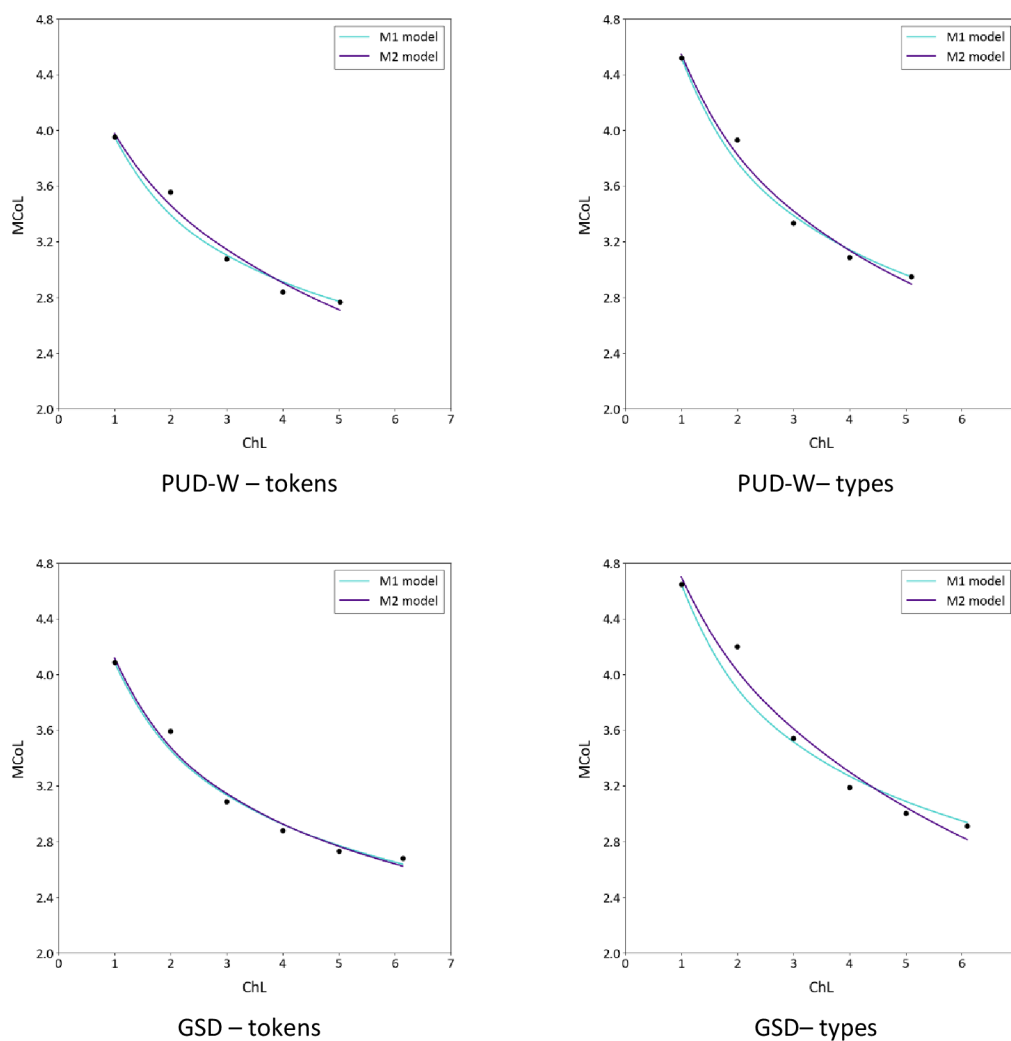 4.8
4.4
4.0
3.6
3.2
2.8
2.4
2.0
MCoL
0 1 2 3 4 5 6 7
ChL
M1 model
M2 model
PUD-W – tokens
4.8
4.4
4.0
3.6
3.2
2.8
2.4
2.0
MCoL
0 1 2 3 4 5 6
ChL
M1 model
M2 model
PUD-W– types
4.8
4.4
4.0
3.6
3.2
2.8
2.4
2.0
MCoL
0 1 2 3 4 5 6 7
ChL
M1 model
M2 model
GSD – tokens
4.8
4.4
4.0
3.6
3.2
2.8
2.4
2.0
MCoL
0 1 2 3 4 5 6
ChL
M1 model
M2 model
GSD– types